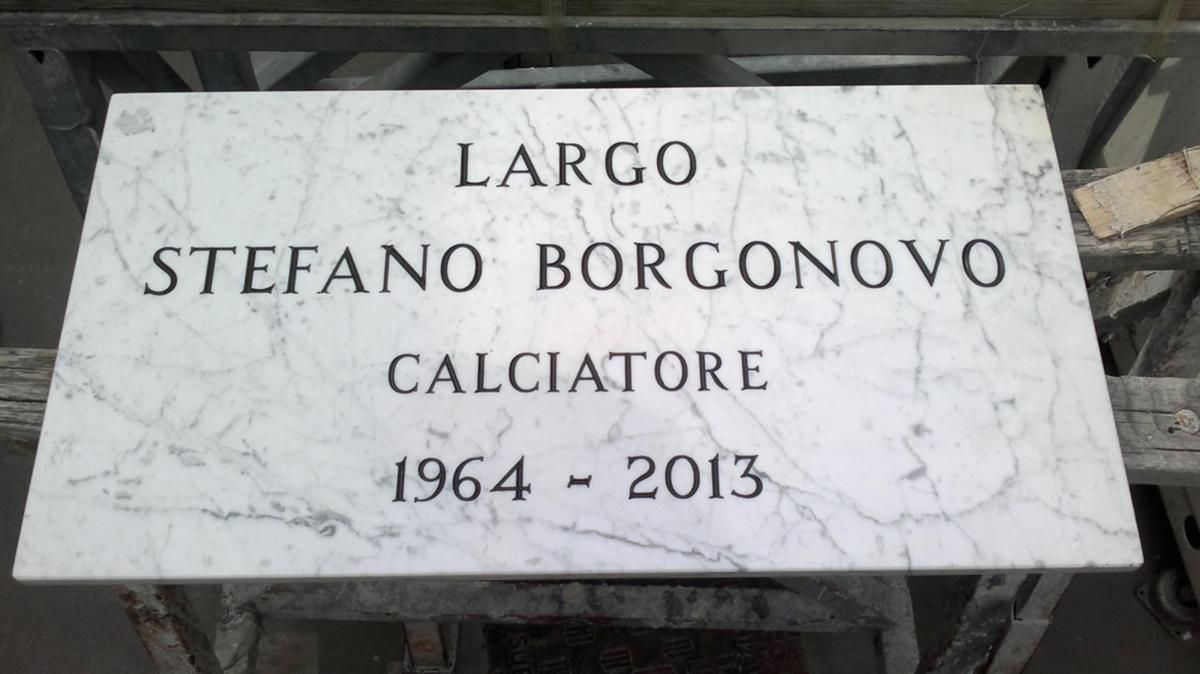 LARGO
STEFANO BORGONOVO
CALCIATORE
1964 - 2013